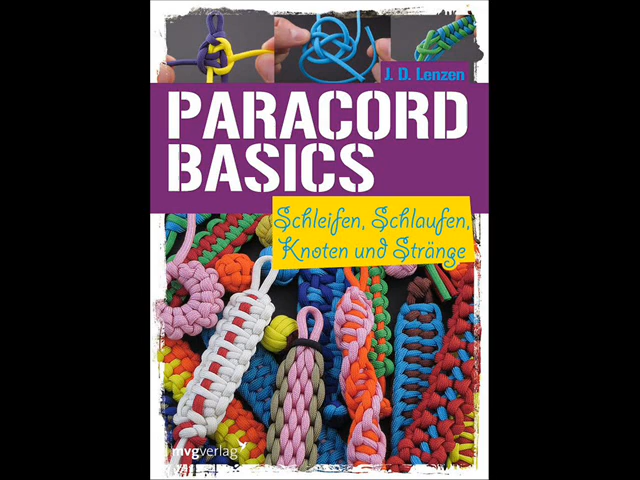 J. D. Lenzen
PARACORD
BASICS
Schleifen, Schlaufen,
Knoten und Stränge
mvgverlag